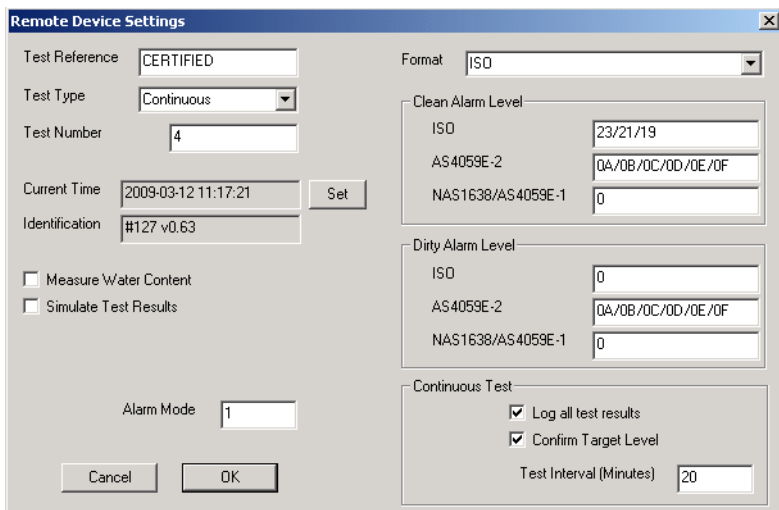 Remote Device Settings
Test Reference CERTIFIED
Test Type Continuous
Test Number 4
Current Time 2009-03-12 11:17:21 Set
Identification #127 v0.63
Measure Water Content
Simulate Test Results
Alarm Mode 1
Cancel OK
Format ISO
Clean Alarm Level
ISO 23/21/19
AS4059E-2 0A/0B/0C/0D/0E/0F
NAS1638/AS4059E-1 0
Dirty Alarm Level
ISO 0
AS4059E-2 0A/0B/0C/0D/0E/0F
NAS1638/AS4059E-1 0
Continuous Test
Log all test results
Confirm Target Level
Test Interval (Minutes) 20